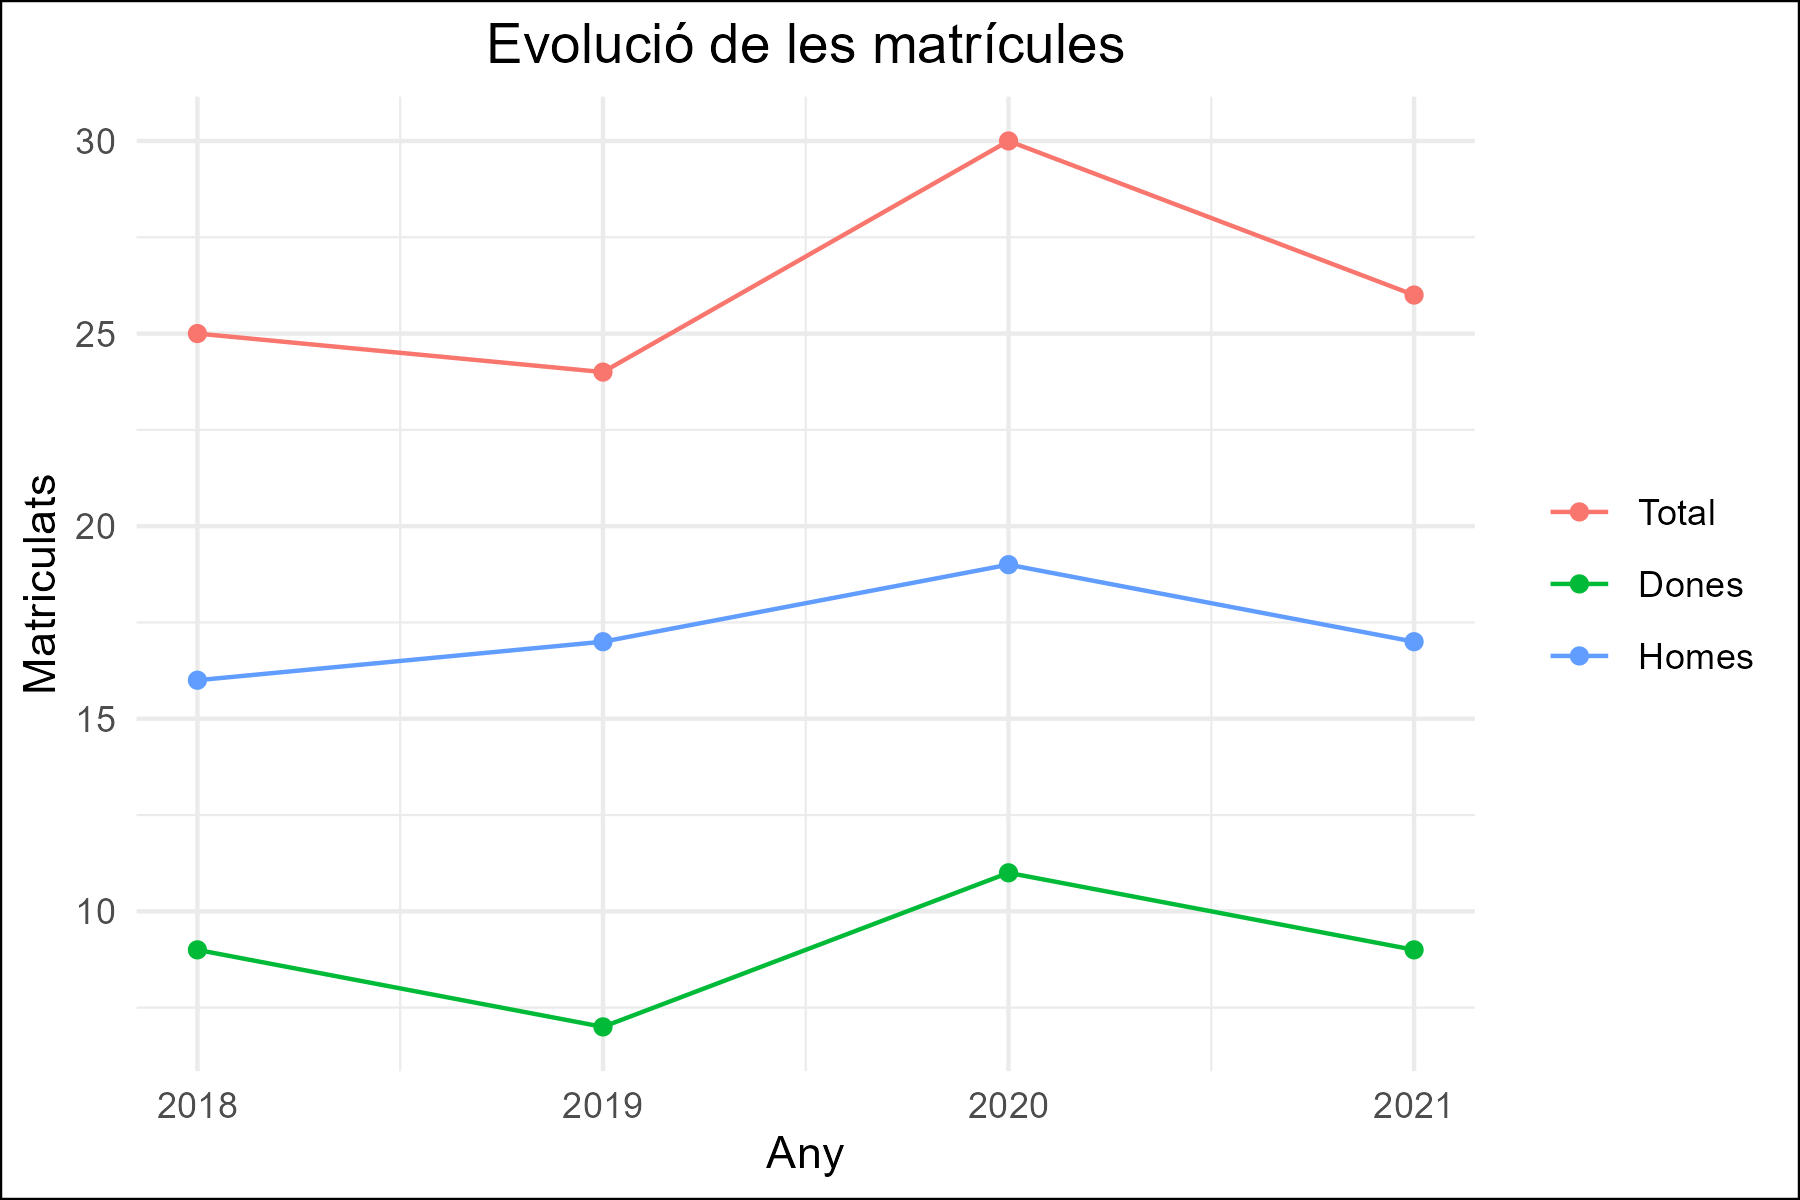 Evolució de les matrícules
Matriculats
30
25
20
15
10
2018 2019 2020 2021
Any
Total
Dones
Homes